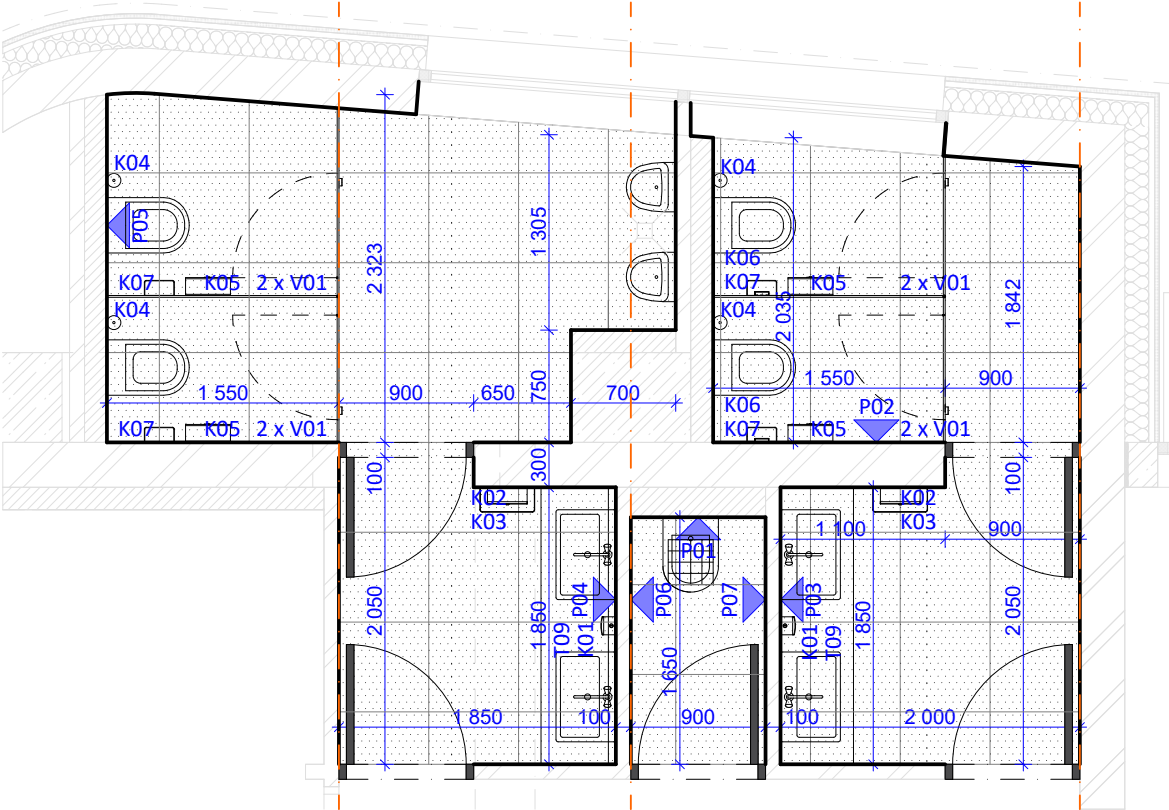 K04
P05
K07
K05
2 x V01
K04
1 550
K07
K05
2 x V01
2 323
1 305
900
650
750
700
K04
K06
K07
K05
2 x V01
K04
2 035
1 842
1 550
900
K06
P02
K07
K05
2 x V01
100
300
100
K02
K03
K02
K03
1 100
900
P01
P04
P06
P07
P03
2 050
1 850
T09
K01
1 650
K01
T09
1 850
2 050
1 850
100
900
100
2 000